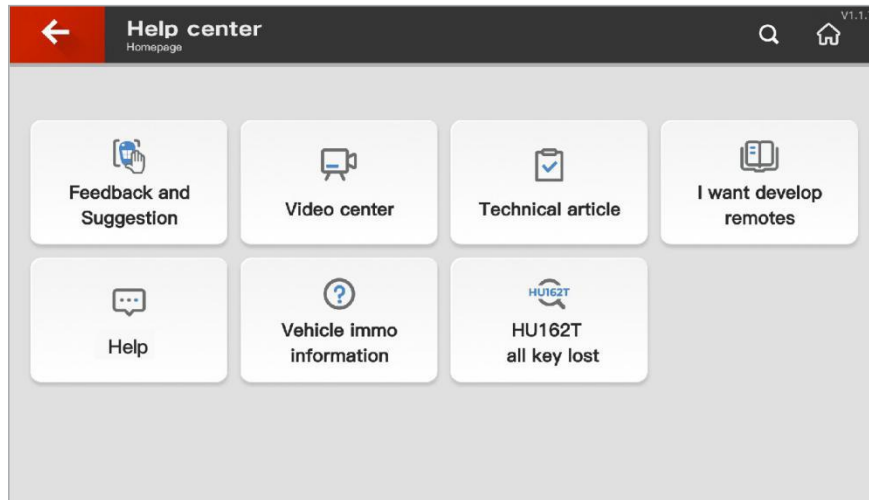 Help center
Homepage
V1.1.
Feedback and
Suggestion
Video center
Technical article
I want develop
remotes
Help
Vehicle immo
information
HU162T
HU162T
all key lost